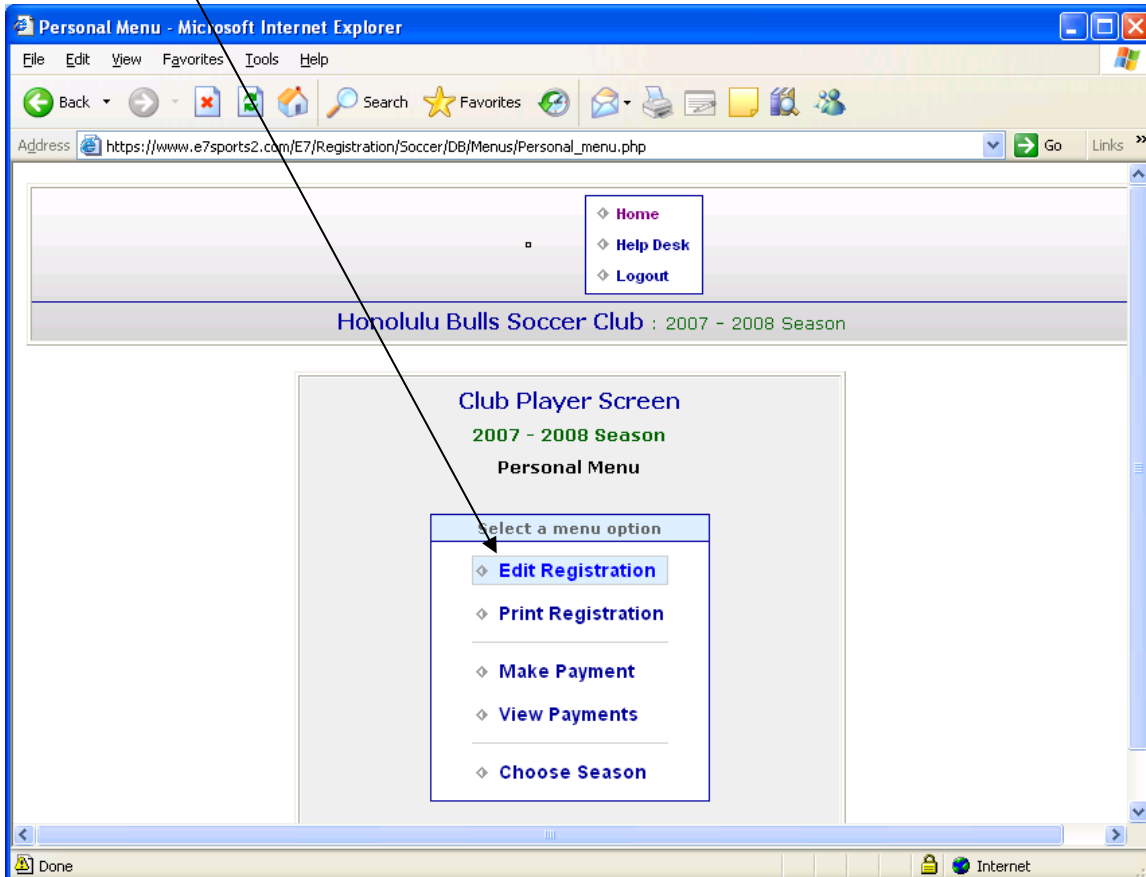 Personal Menu - Microsoft Internet Explorer
File Edit View Favorites Tools Help
Back Search Favorites
Address https://www.e7sports2.com/E7/Registration/Soccer/DB/Menus/Personal_menu.php Go Links »
Home
Help Desk
Logout
Honolulu Bulls Soccer Club : 2007 - 2008 Season
Club Player Screen
2007 - 2008 Season
Personal Menu
Select a menu option
Edit Registration
Print Registration
Make Payment
View Payments
Choose Season
Done Internet